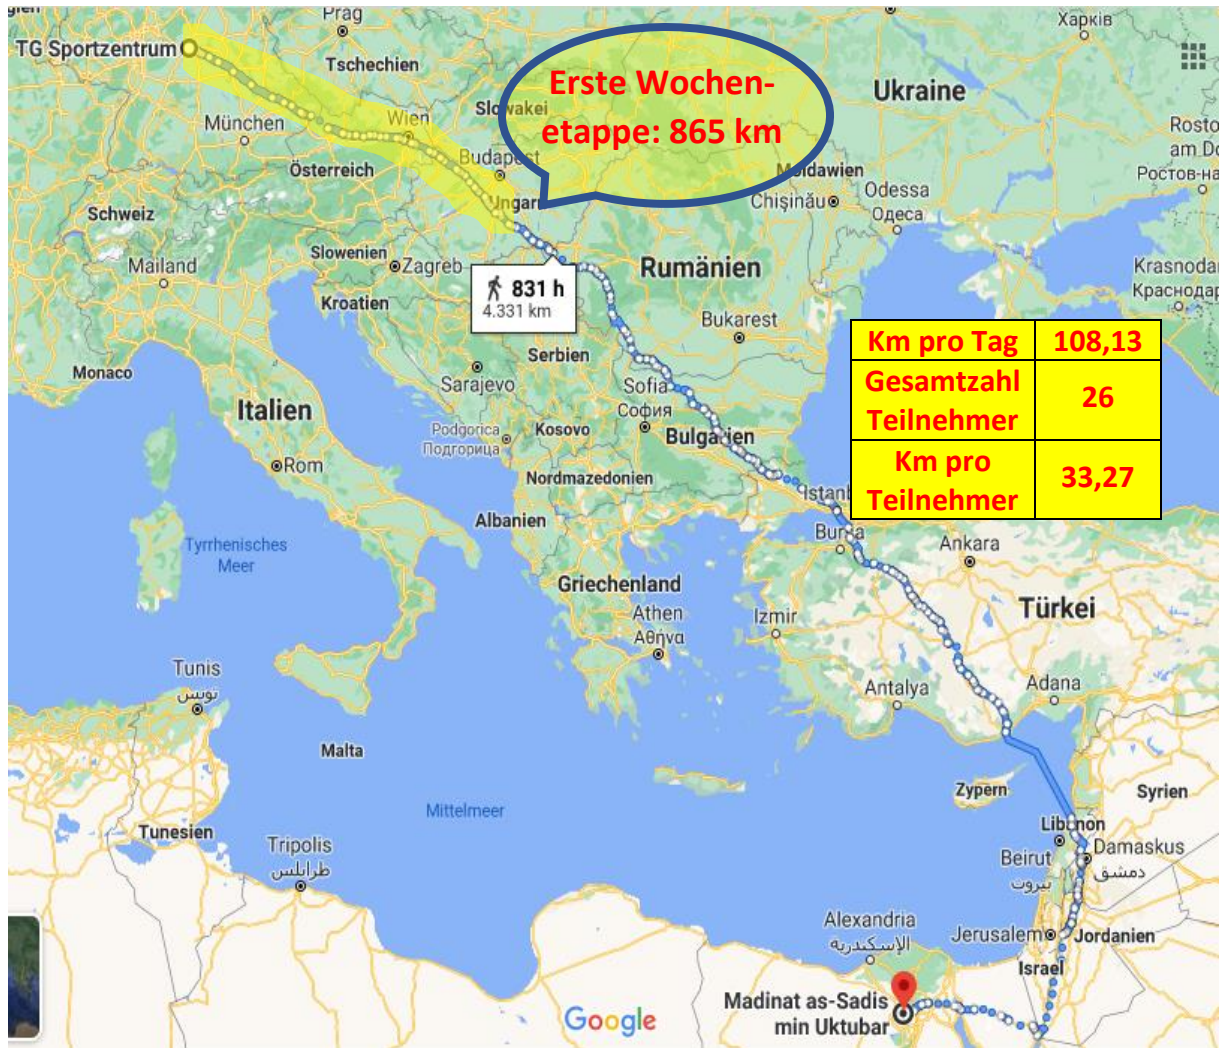 Prag
Харків
TG Sportzentrum
Tschechien
Ukraine
Erste Wochen-
etappe: 865 km
Slowakei
München
Wien
Rosto
am Do
Ростов-на
Budapest
Österreich
Moldawien
Odessa
Одеса
Chişinău
Ungarn
Schweiz
Slowenien
Zagreb
Mailand
Rumänien
Krasnodar
Краснодар
Kroatien
831 h
4.331 km
Bukarest
Km pro Tag 108,13
Gesamtzahl
Teilnehmer
26
Km pro
Teilnehmer
33,27
Serbien
Monaco
Sarajevo
Sofia
София
Italien
Podgorica
Подгорица
Kosovo
Bulgarien
Rom
Nordmazedonien
Istanb
Albanien
Bursa
Ankara
Tyrrhenisches
Meer
Griechenland
Türkei
Athen
Αθήνα
Izmir
Tunis
تونس
Antalya
Adana
Malta
Zypern
Syrien
Mittelmeer
Tunesien
Libanon
Tripolis
طرابلس
Beirut
بيروت
Damaskus
دمشق
Alexandria
الإسكندرية
Jerusalem
Jordanien
Israel
Madinat as-Sadis
min Uktubar
Google